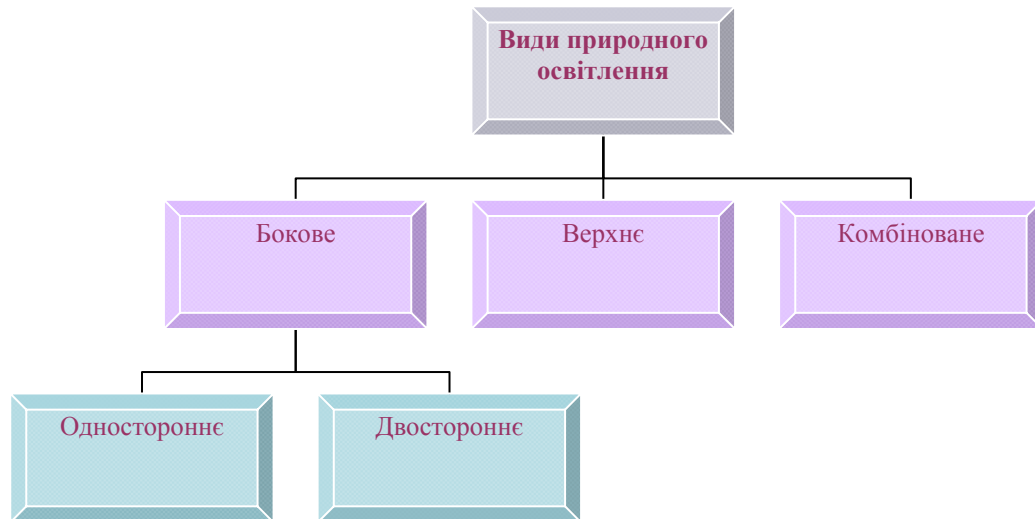 Види природного
освітлення
Бокове
Верхнє
Комбіноване
Одностороннє
Двостороннє